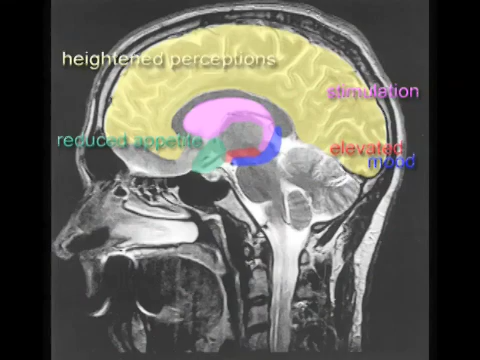 heightened perceptions
stimulation
reduced appetite
elevated
mood